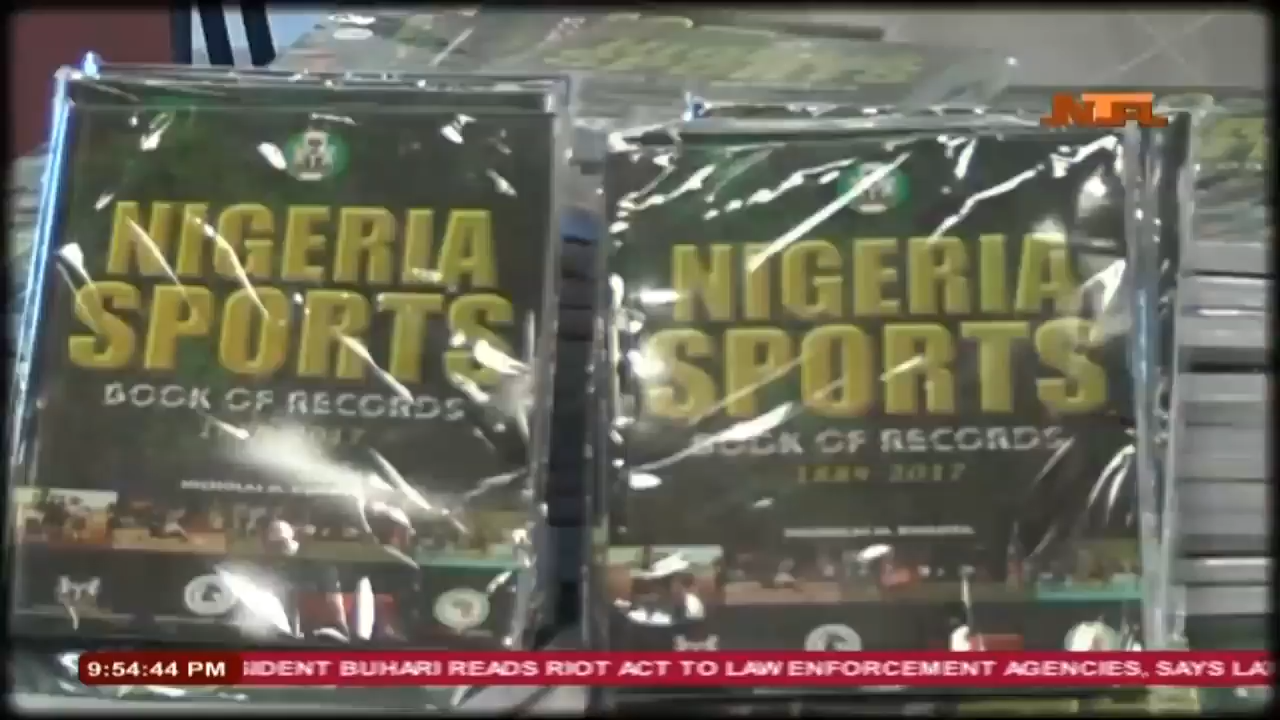 NTA
NIGERIA
SPORTS
BOOK OF RECORDS
NIGERIA
SPORTS
BOOK OF RECORDS
2017
9:54:44 PM
SIDENT BUHARI READS RIOT ACT TO LAW ENFORCEMENT AGENCIES, SAYS LA